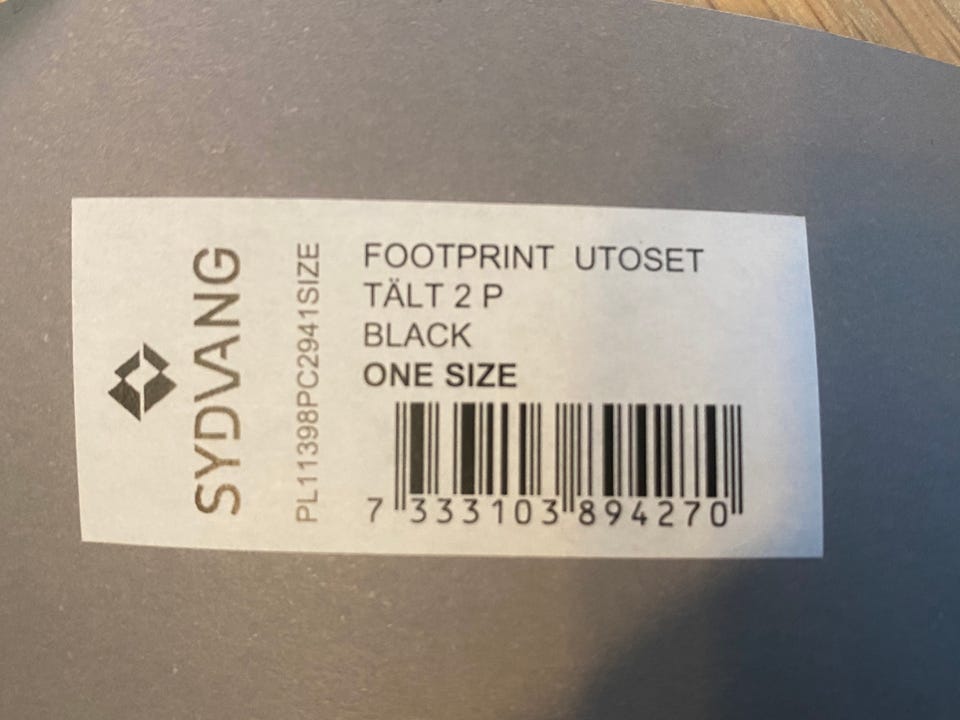 SYDVANG
PL11398PC2941SIZE
FOOTPRINT UTOSET
TÄLT 2 P
BLACK
ONE SIZE
7 333103 894270